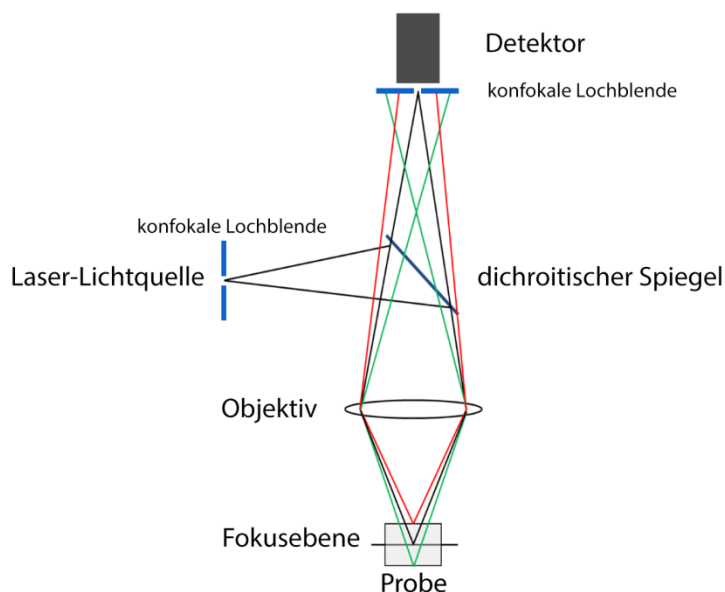 Detektor
konfokale Lochblende
konfokale Lochblende
Laser-Lichtquelle
dichroitischer Spiegel
Objektiv
Fokusebene
Probe